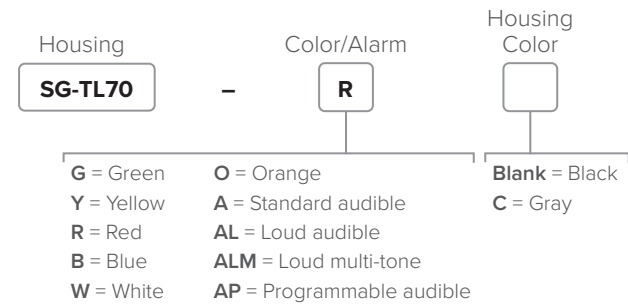 Housing
Color/Alarm
Housing
Color
SG-TL70
–
R
G = Green
Y = Yellow
R = Red
B = Blue
W = White
O = Orange
A = Standard audible
AL = Loud audible
ALM = Loud multi-tone
AP = Programmable audible
Blank = Black
C = Gray